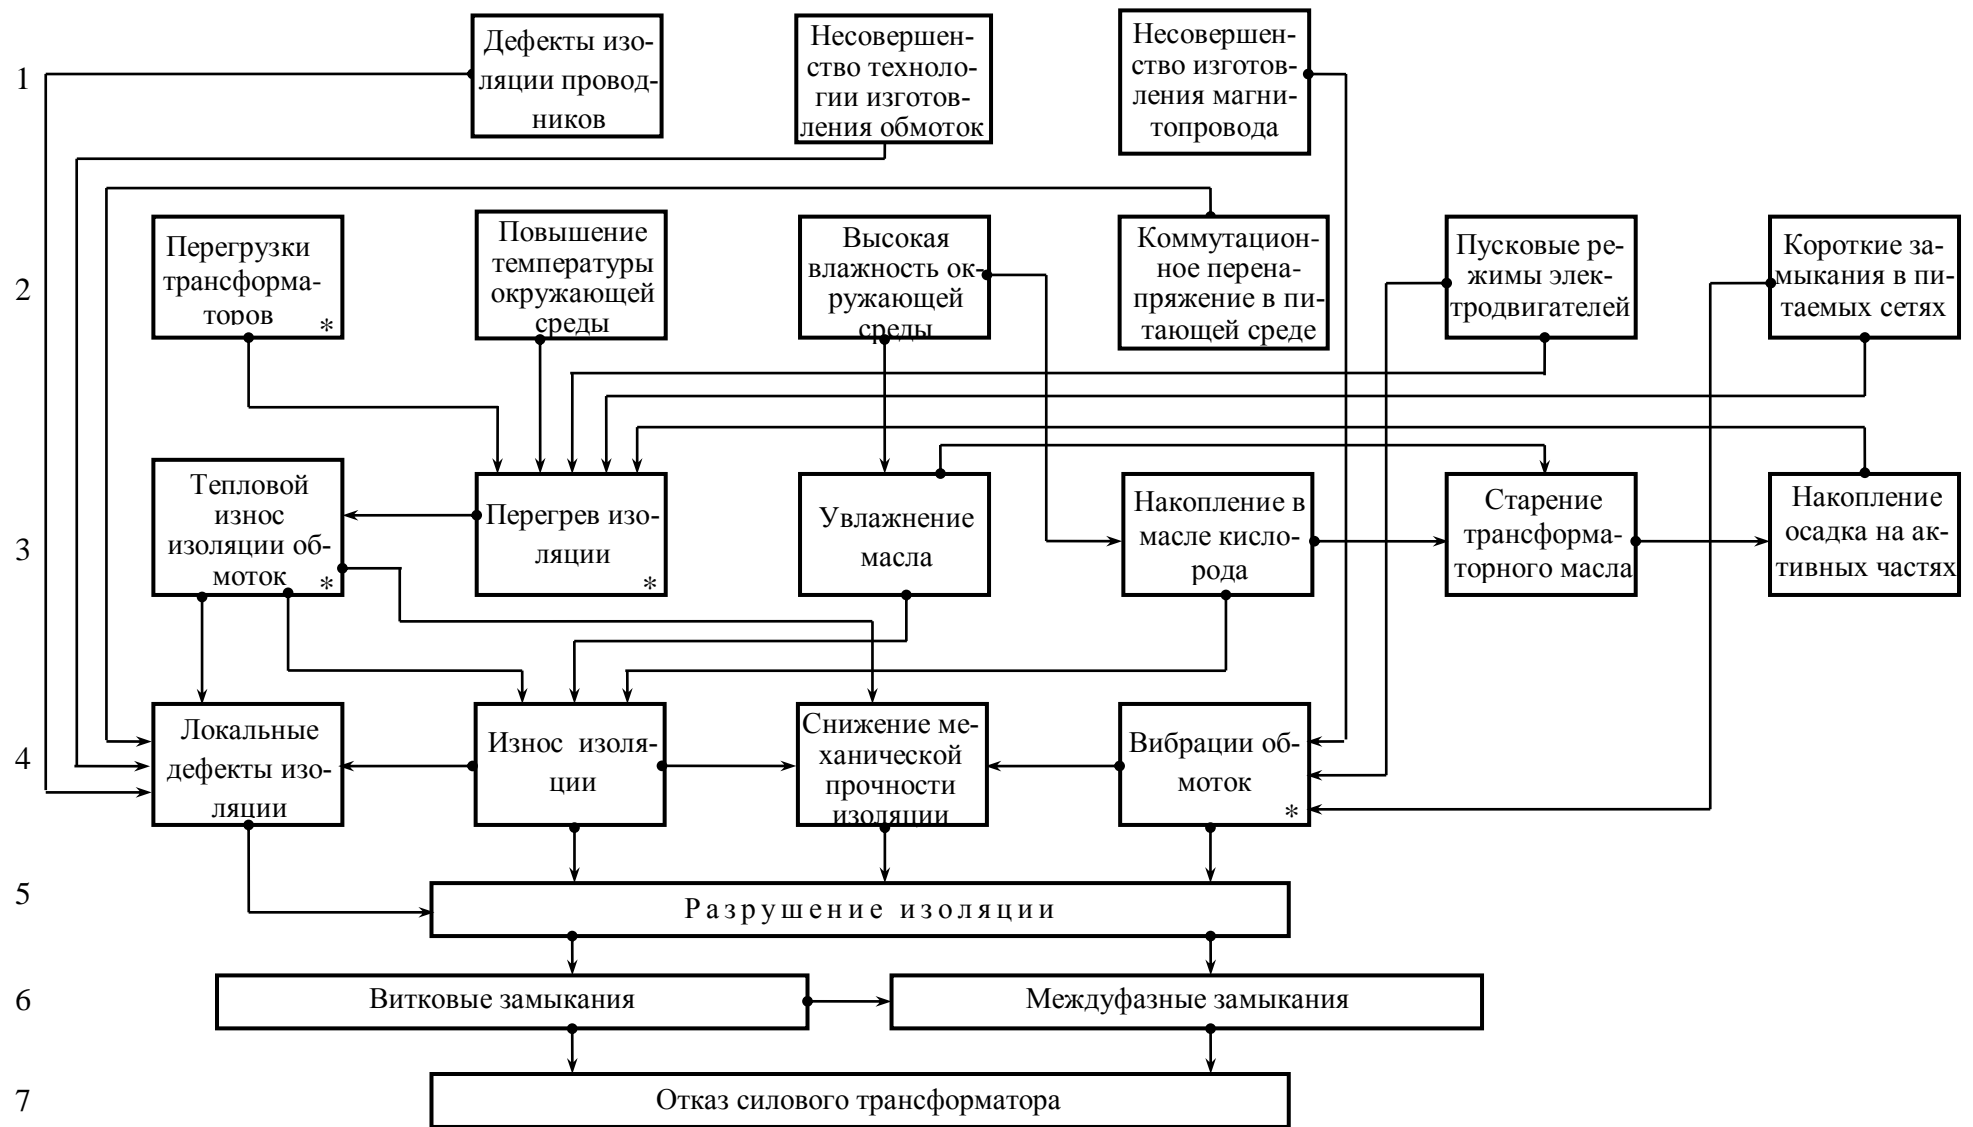 1
Дефекты изо-
ляции провод-
ников
Несовершен-
ство техноло-
гии изготов-
ления обмоток
Несовершен-
ство изготов-
ления магни-
топровода
2
Перегрузки
трансформа-
торов
*
Повышение
температуры
окружающей
среды
Высокая
влажность ок-
ружающей
среды
Коммутацион-
ное перена-
пряжение в пи-
тающей среде
Пусковые ре-
жимы элек-
тродвигателей
Короткие за-
мыкания в пи-
таемых сетях
3
Тепловой
износ
изоляции об-
моток
*
Перегрев изо-
ляции
*
Увлажнение
масла
Накопление в
масле кисло-
рода
Старение
трансформа-
торного масла
Накопление
осадка на ак-
тивных частях
4
Локальные
дефекты изо-
ляции
Износ изоля-
ции
Снижение ме-
ханической
прочности
изоляции
Вибрации об-
моток
*
5
Разрушение изоляции
6
Витковые замыкания
Междуфазные замыкания
7
Отказ силового трансформатора